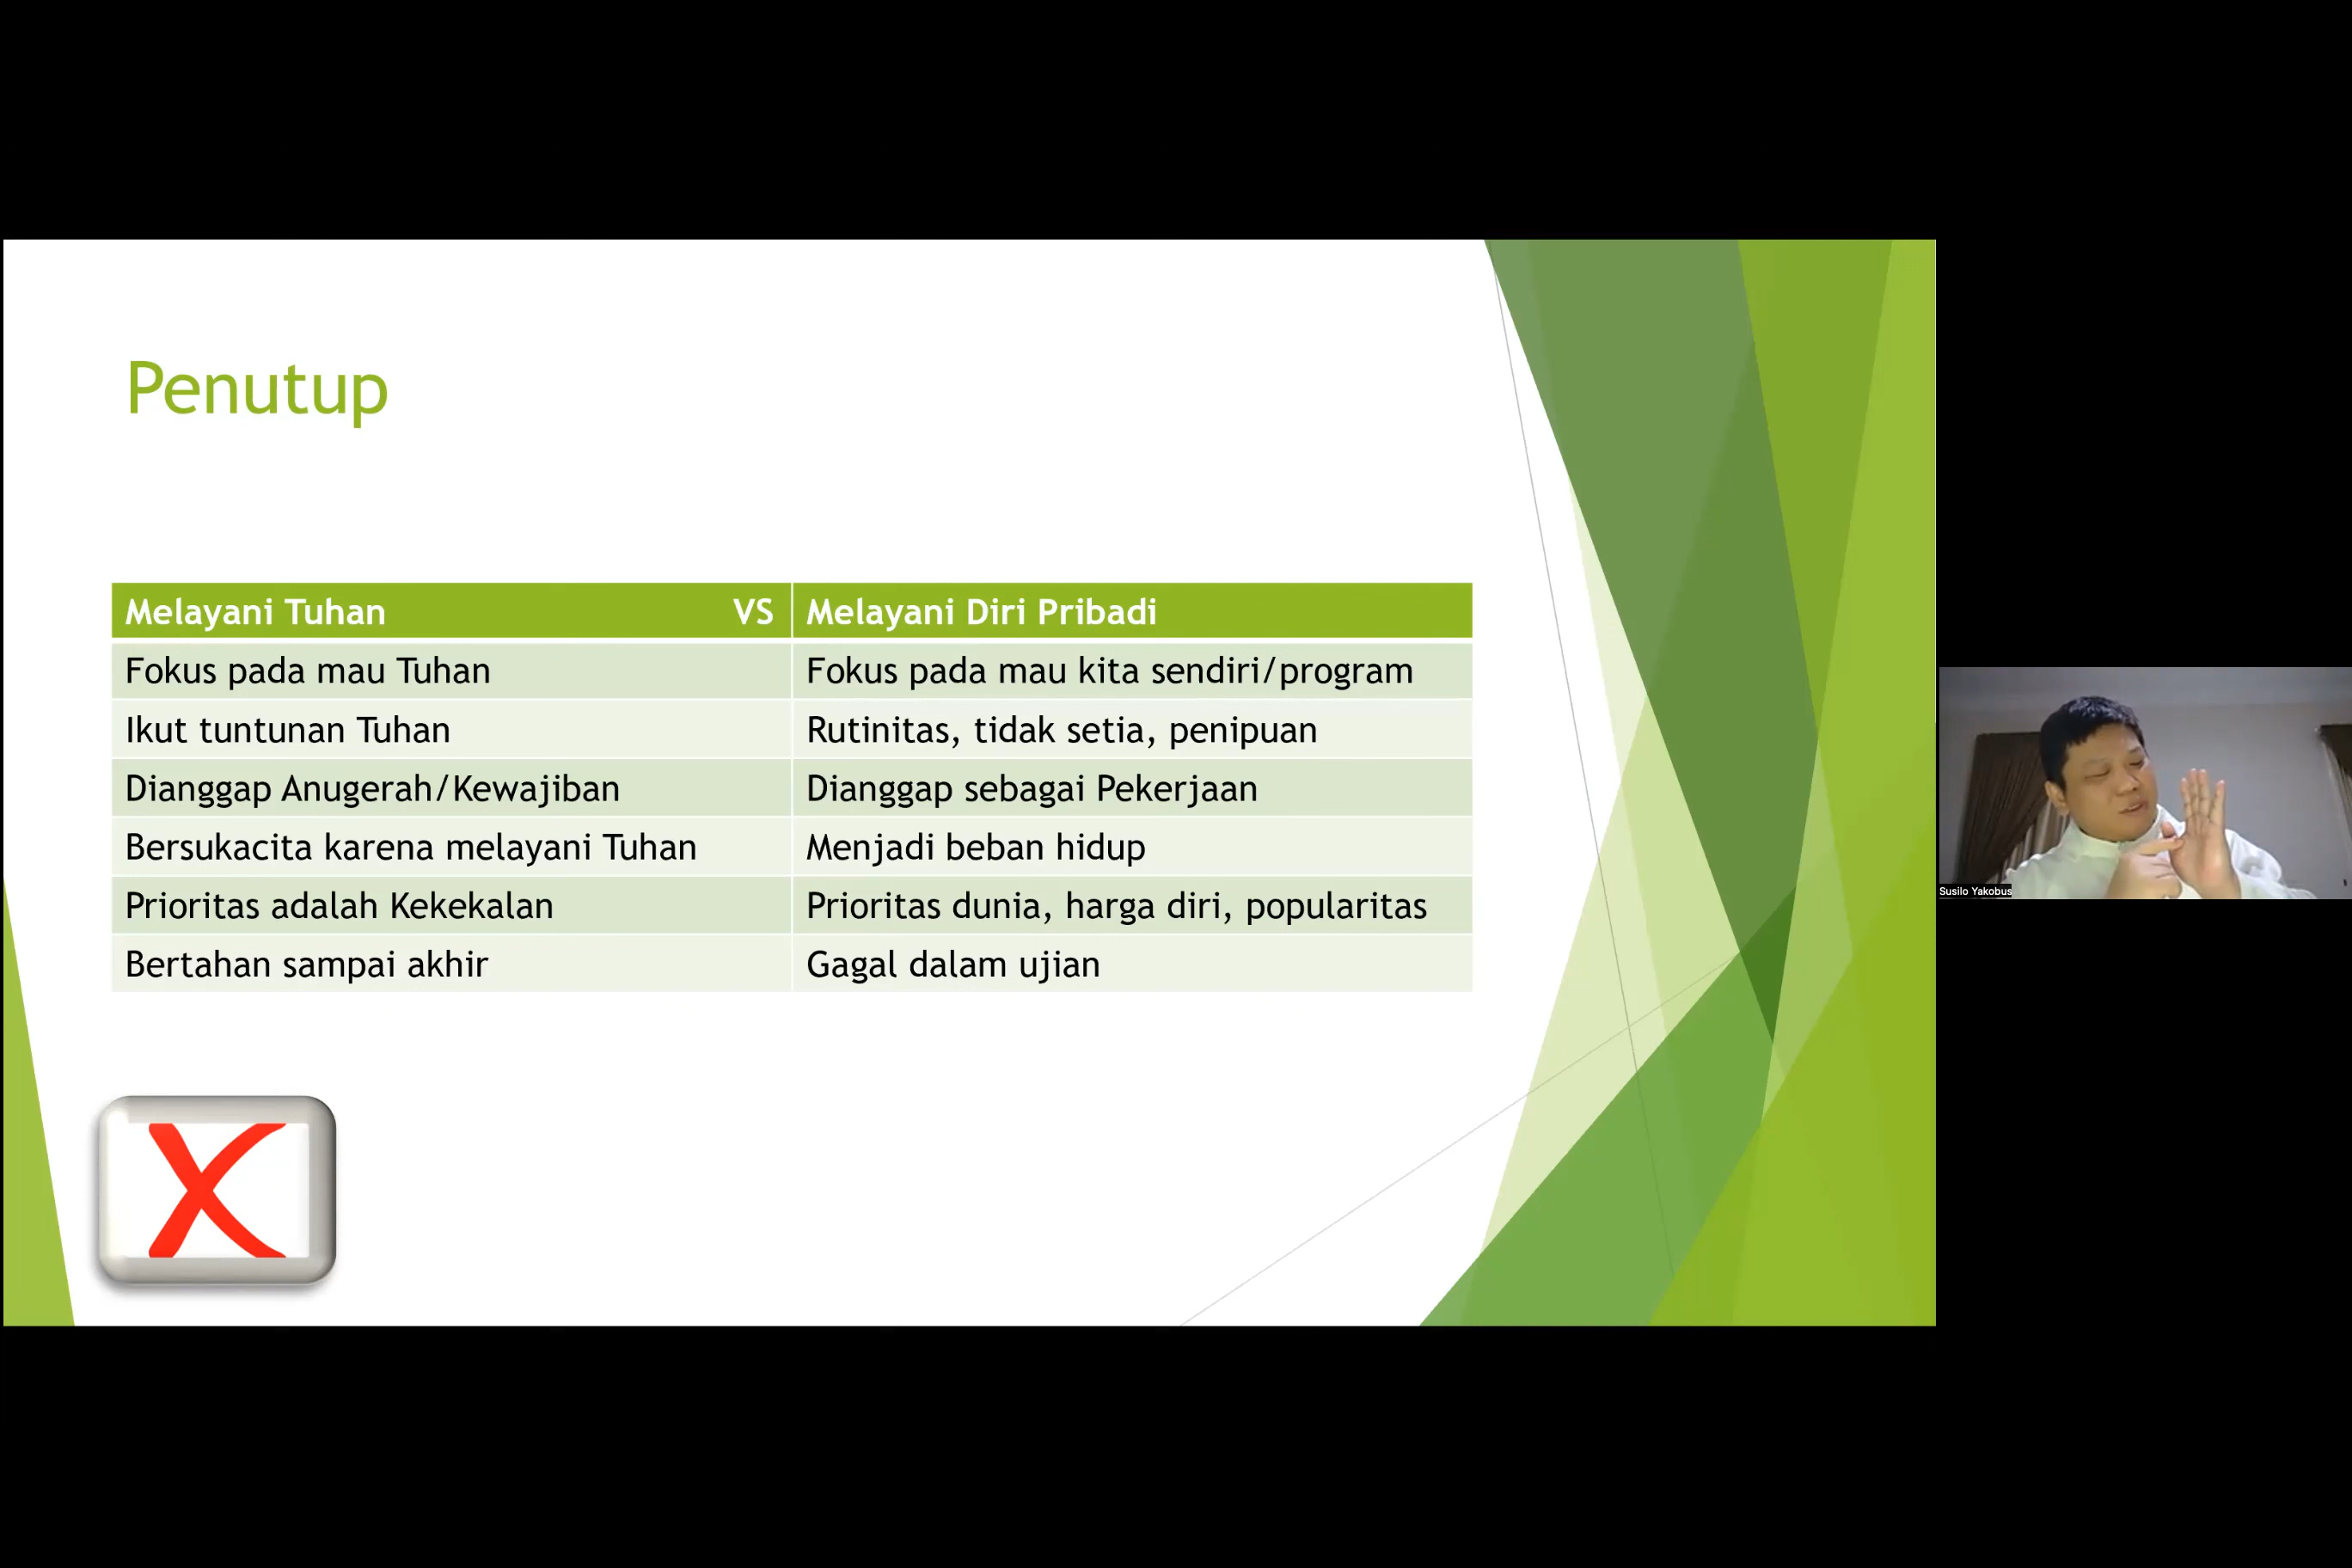 Penutup
Melayani Tuhan VS Melayani Diri Pribadi
Fokus pada mau Tuhan Fokus pada mau kita sendiri/program
Ikut tuntunan Tuhan Rutinitas, tidak setia, penipuan
Dianggap Anugerah/Kewajiban Dianggap sebagai Pekerjaan
Bersukacita karena melayani Tuhan Menjadi beban hidup
Prioritas adalah Kekekalan Prioritas dunia, harga diri, popularitas
Bertahan sampai akhir Gagal dalam ujian
Susilo Yakobus